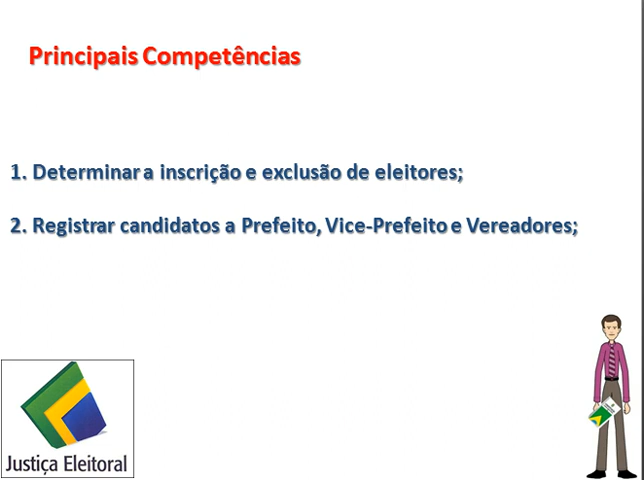 Principais Competências
1. Determinar a inscrição e exclusão de eleitores;
2. Registrar candidatos a Prefeito, Vice-Prefeito e Vereadores;
Justiça Eleitoral